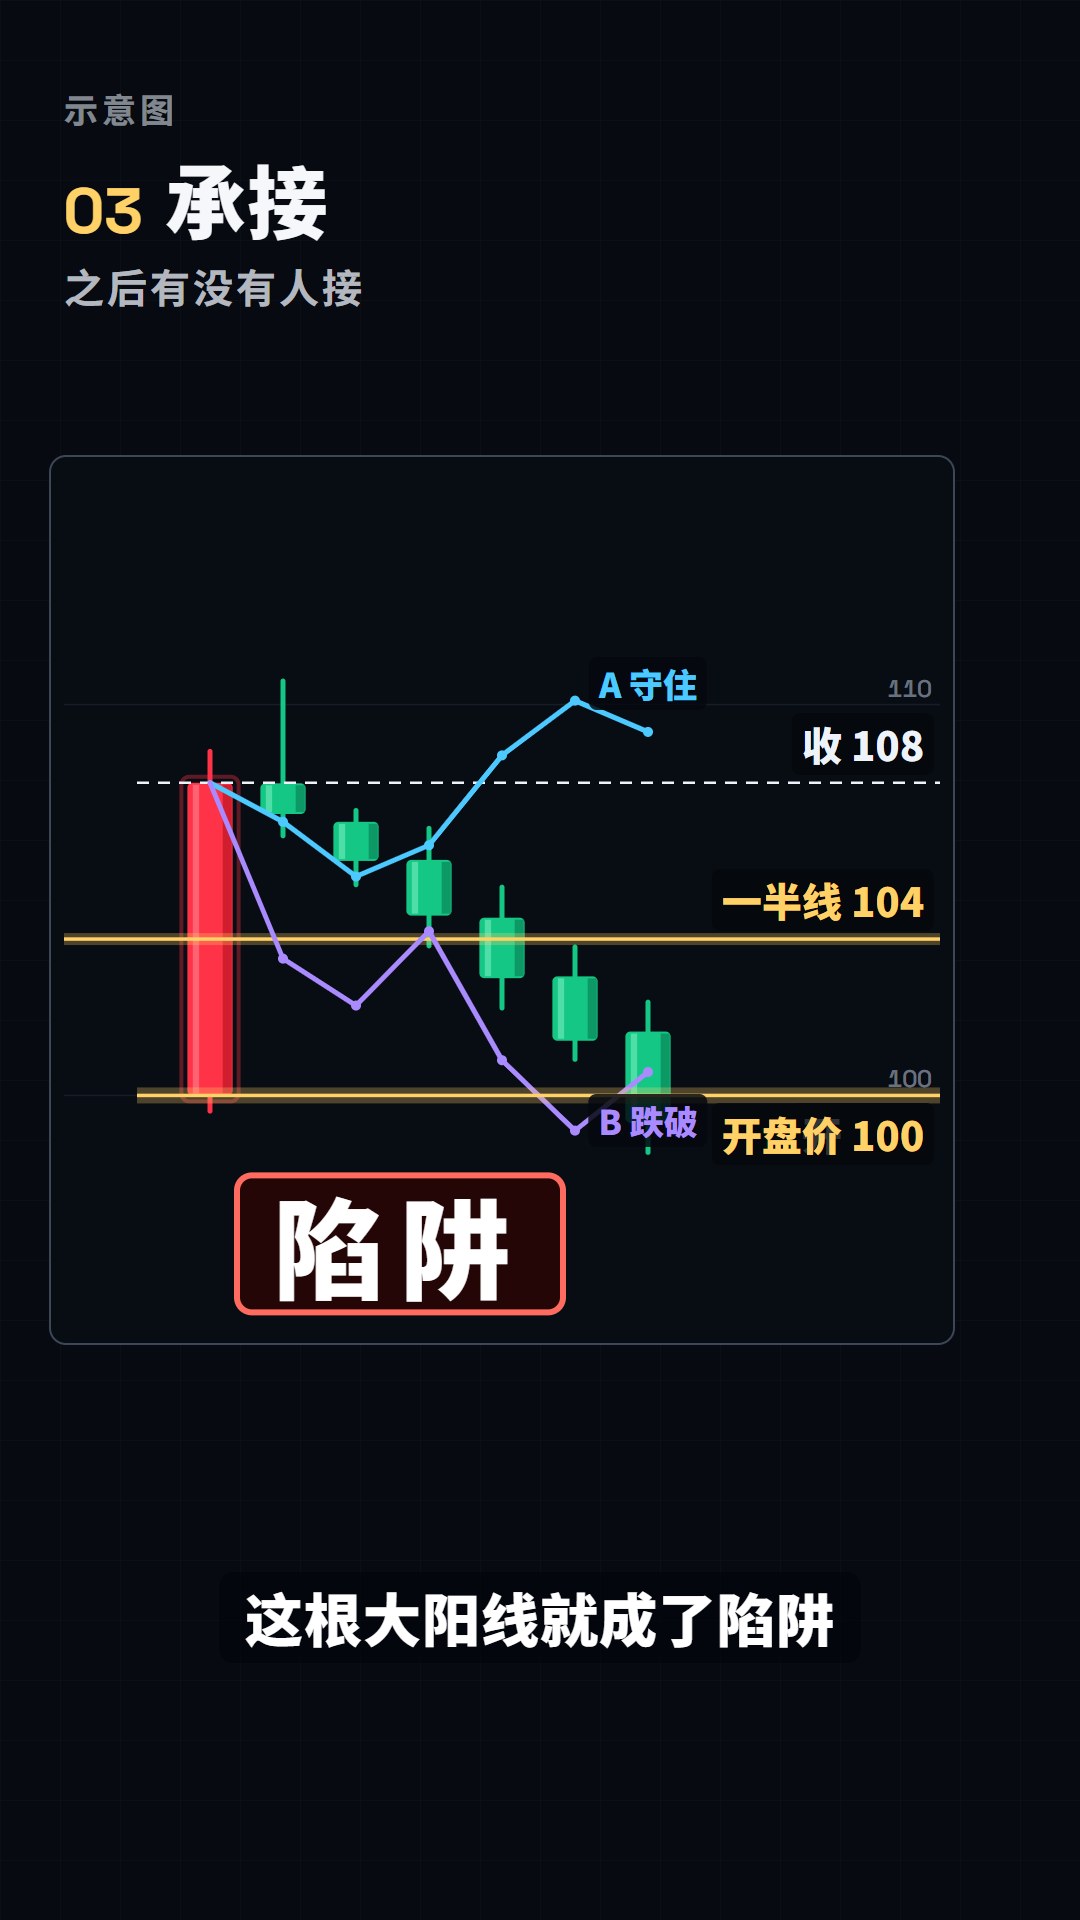 示意图
03 承接
之后有没有人接
A 守住
110
收 108
一半线 104
100
B 跌破
开盘价 100
陷阱
这根大阳线就成了陷阱